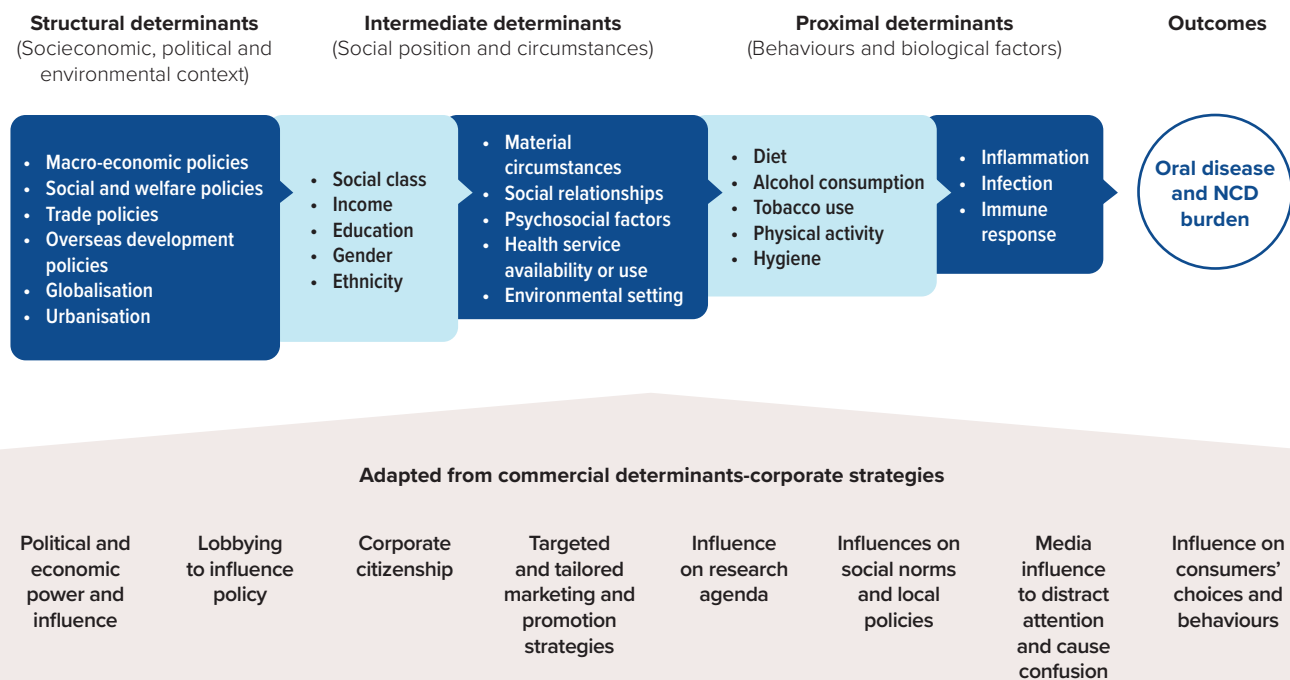 Structural determinants
(Socieconomic, political and
environmental context)
Intermediate determinants
(Social position and circumstances)
Proximal determinants
(Behaviours and biological factors)
Outcomes
• Macro-economic policies
• Social and welfare policies
• Trade policies
• Overseas development
policies
• Globalisation
• Urbanisation
• Social class
• Income
• Education
• Gender
• Ethnicity
• Material
circumstances
• Social relationships
• Psychosocial factors
• Health service
availability or use
• Environmental setting
• Diet
• Alcohol consumption
• Tobacco use
• Physical activity
• Hygiene
• Inflammation
• Infection
• Immune
response
Oral disease
and NCD
burden
Adapted from commercial determinants-corporate strategies
Political and
economic
power and
influence
Lobbying
to influence
policy
Corporate
citizenship
Targeted
and tailored
marketing and
promotion
strategies
Influence
on research
agenda
Influences on
social norms
and local
policies
Media
influence
to distract
attention
and cause
confusion
Influence on
consumers’
choices and
behaviours